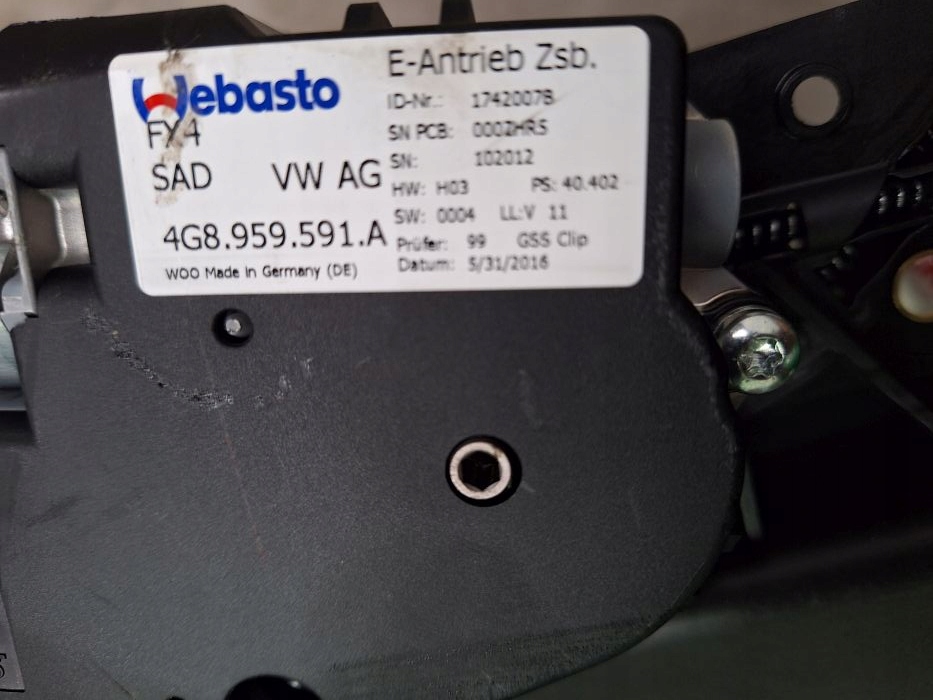 Webasto
FX4
SAD VW AG
4G8.959.591.A
W00 Made in Germany (DE)
E-Antrieb Zsb.
ID-Nr.: 1742007B
SN PCB: 0002HRS
SN: 102012
HW: H03 PS: 40.402
SW: 0004 LL:V 11
Prüfer: 99 GSS Clip
Datum: 5/31/2016